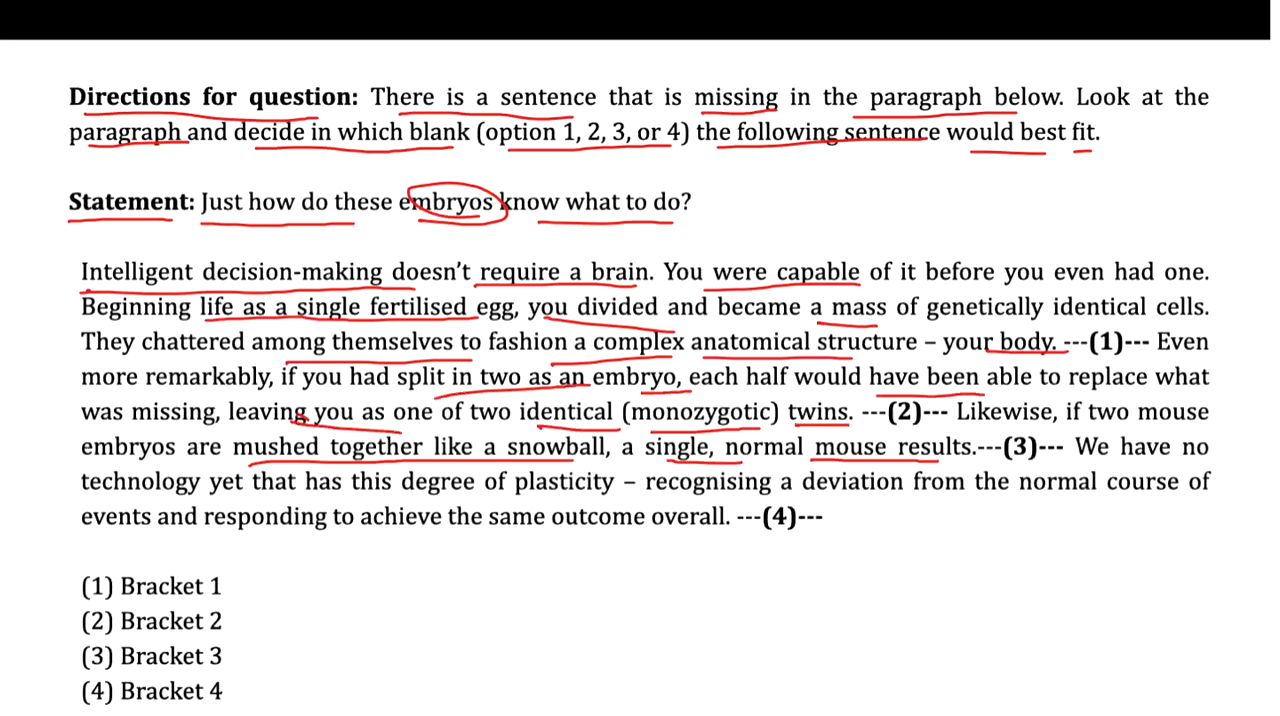 Directions for question: There is a sentence that is missing in the paragraph below. Look at the
paragraph and decide in which blank (option 1, 2, 3, or 4) the following sentence would best fit.
Statement: Just how do these embryos know what to do?
Intelligent decision-making doesn’t require a brain. You were capable of it before you even had one.
Beginning life as a single fertilised egg, you divided and became a mass of genetically identical cells.
They chattered among themselves to fashion a complex anatomical structure – your body. ---(1)--- Even
more remarkably, if you had split in two as an embryo, each half would have been able to replace what
was missing, leaving you as one of two identical (monozygotic) twins. ---(2)--- Likewise, if two mouse
embryos are mushed together like a snowball, a single, normal mouse results.---(3)--- We have no
technology yet that has this degree of plasticity – recognising a deviation from the normal course of
events and responding to achieve the same outcome overall. ---(4)---
(1) Bracket 1
(2) Bracket 2
(3) Bracket 3
(4) Bracket 4